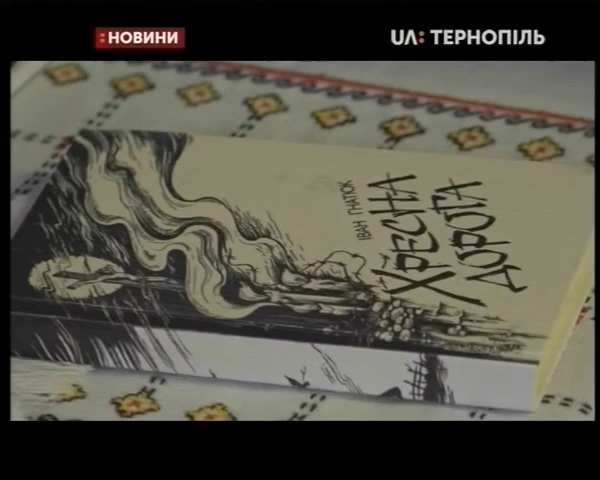 :НОВИНИ
UA: ТЕРНОПІЛЬ
ІВАН ГНАТЮК
ХРЕСНА
ДОРОГА